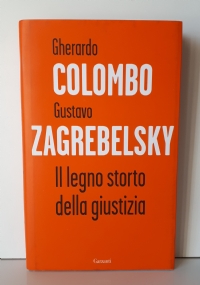 Gherardo
COLOMBO
Gustavo
ZAGREBELSKY
Il legno storto
della giustizia
Garzanti